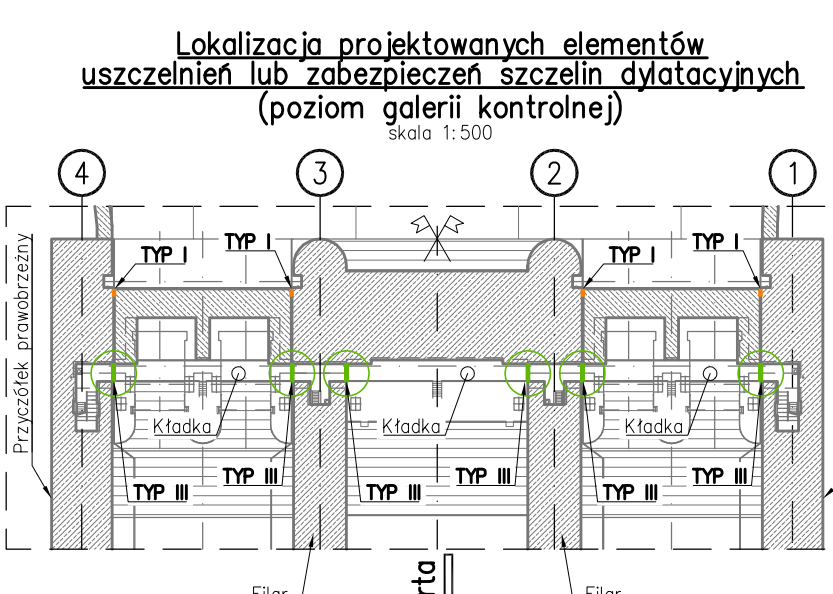 Lokalizacja projektowanych elementów
uszczelnień lub zabezpieczeń szczelin dylatacyjnych
(poziom galerii kontrolnej)
skala 1:500
4
3
2
1
Przyczółek prawobrzeżny
TYP I
TYP I
TYP I
TYP I
Kładka
Kładka
Kładka
TYP III
TYP III
TYP III
TYP III
TYP III
TYP III
Filar
Filar